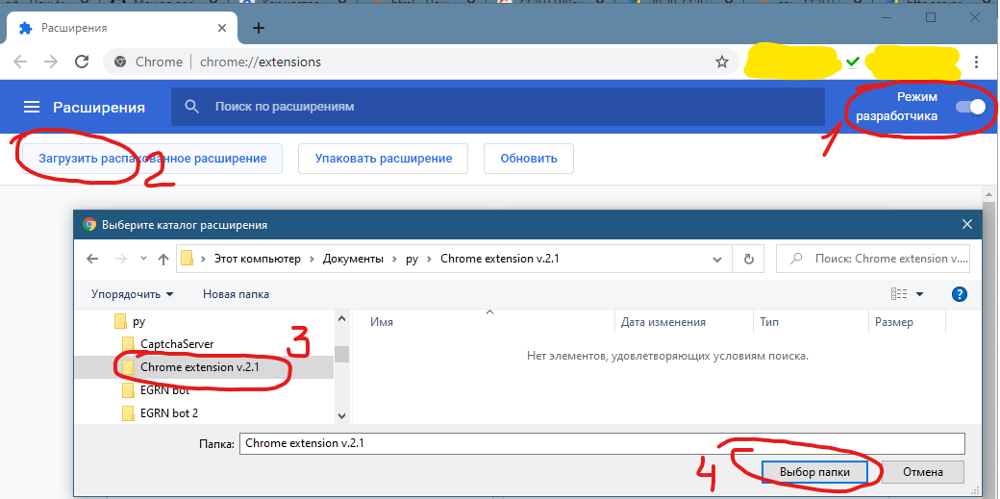 Расширения
Chrome | chrome://extensions
Расширения
Поиск по расширениям
Режим
разработчика
1
Загрузить распакованное расширение
Упаковать расширение
Обновить
2
Выберите каталог расширения
Этот компьютер > Документы > py > Chrome extension v.2.1
Поиск: Chrome extension v....
Упорядочить
Новая папка
Имя
Дата изменения
Тип
Размер
py
CaptchaServer
Chrome extension v.2.1
EGRN bot
EGRN bot 2
3
Нет элементов, удовлетворяющих условиям поиска.
Папка: Chrome extension v.2.1
4
Выбор папки
Отмена